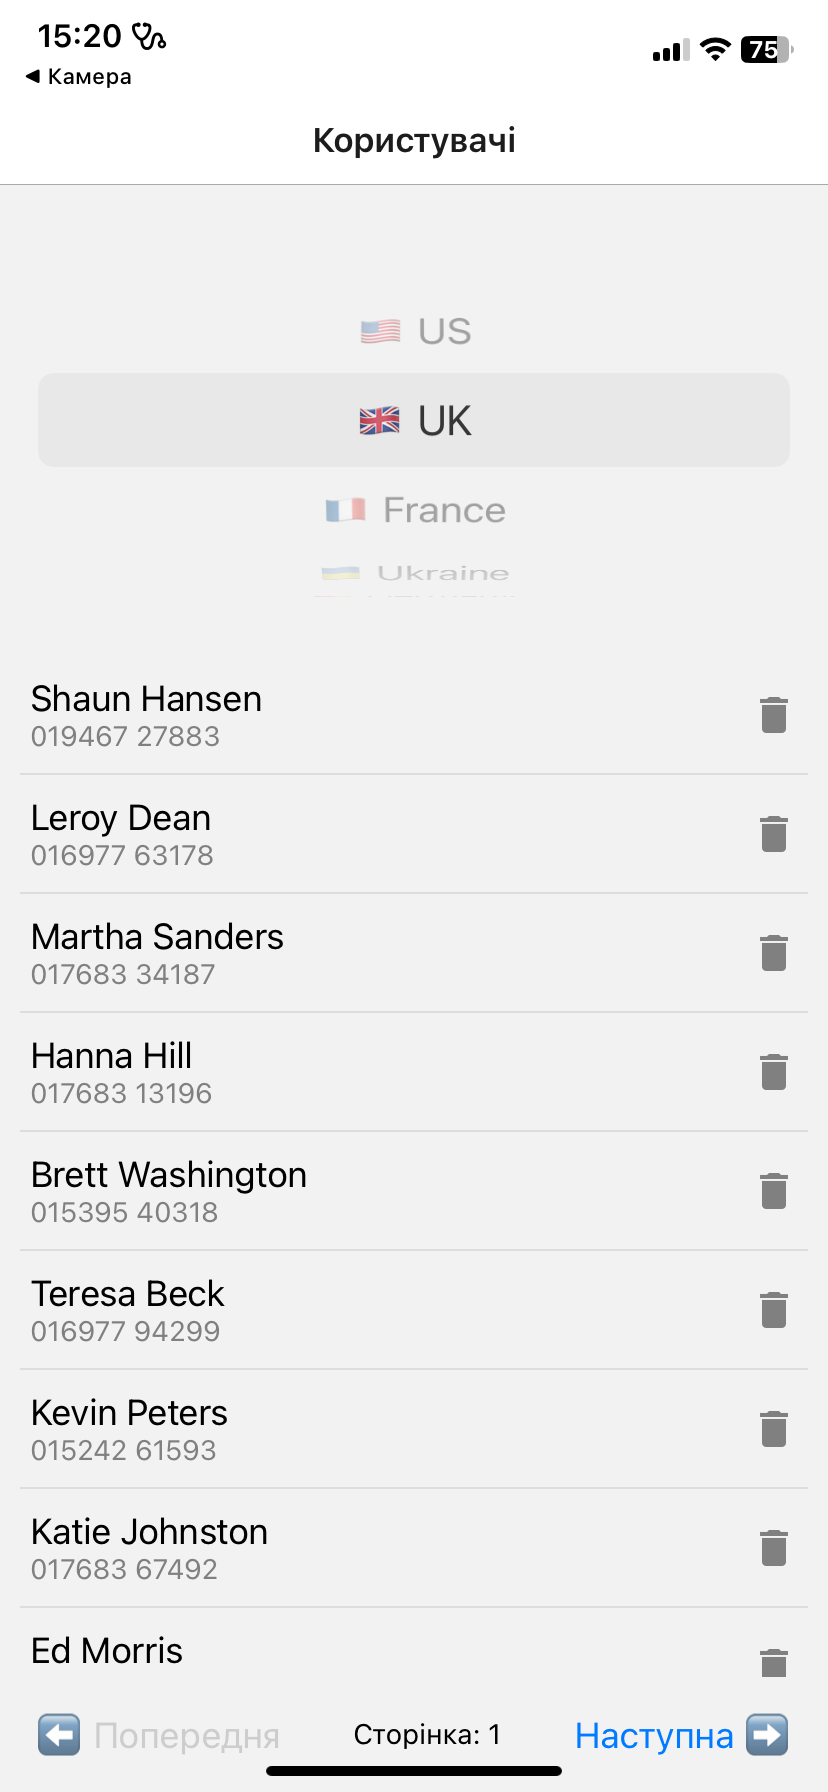 15:20
75
◀ Камера
Користувачі
US
UK
France
Ukraine
Shaun Hansen
019467 27883
Leroy Dean
016977 63178
Martha Sanders
017683 34187
Hanna Hill
017683 13196
Brett Washington
015395 40318
Teresa Beck
016977 94299
Kevin Peters
015242 61593
Katie Johnston
017683 67492
Ed Morris
Попередня Сторінка: 1 Наступна